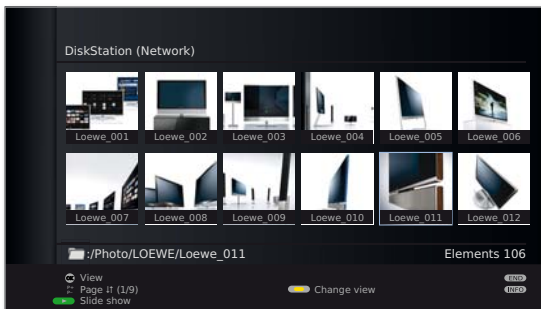 DiskStation (Network)
Loewe_001 Loewe_002 Loewe_003 Loewe_004 Loewe_005 Loewe_006
Loewe_007 Loewe_008 Loewe_009 Loewe_010 Loewe_011 Loewe_012
:/Photo/LOEWE/Loewe_011 Elements 106
View END
Page ↓↑ (1/9) Change view INFO
Slide show